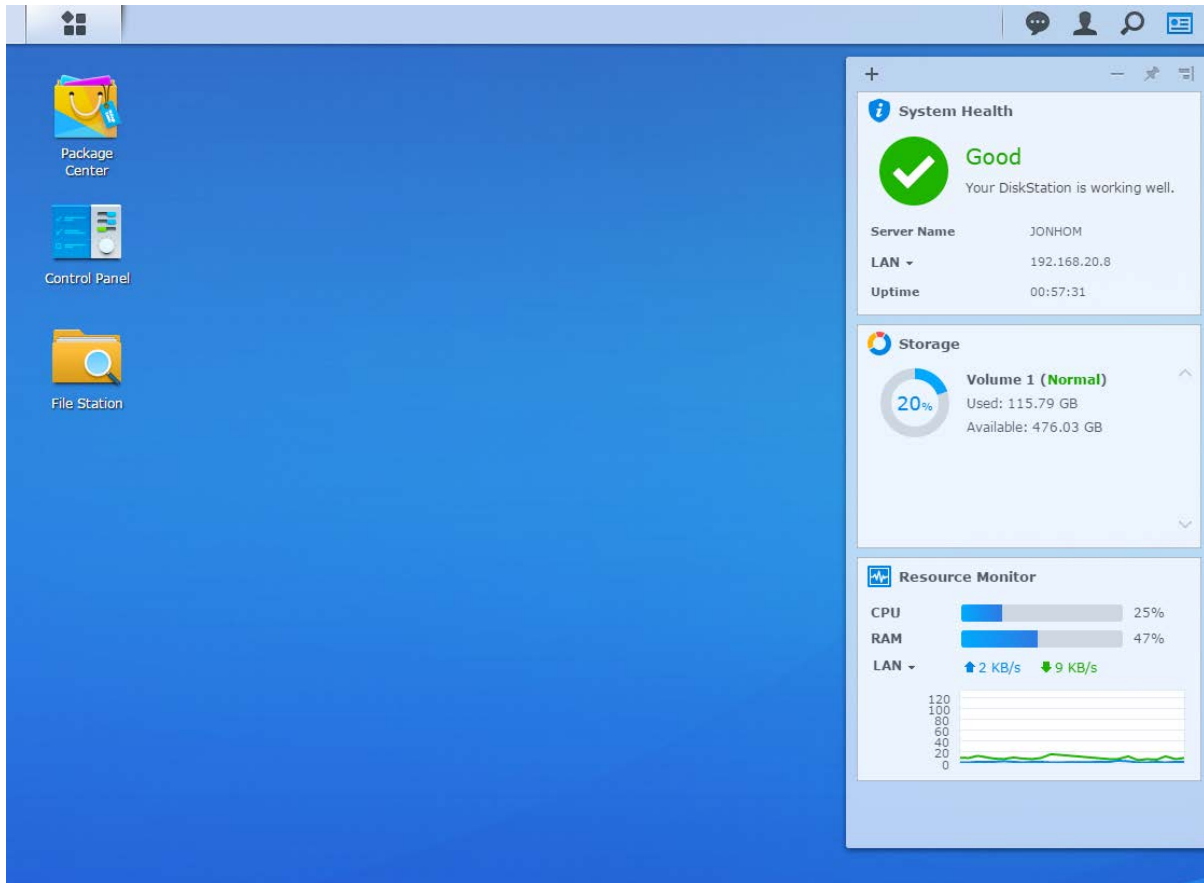 Package
Center
Control Panel
File Station
System Health
Good
Your DiskStation is working well.
Server Name JONHOM
LAN 192.168.20.8
Uptime 00:57:31
Storage
20%
Volume 1 (Normal)
Used: 115.79 GB
Available: 476.03 GB
Resource Monitor
CPU 25%
RAM 47%
LAN 2 KB/s 9 KB/s
120
100
80
60
40
20
0